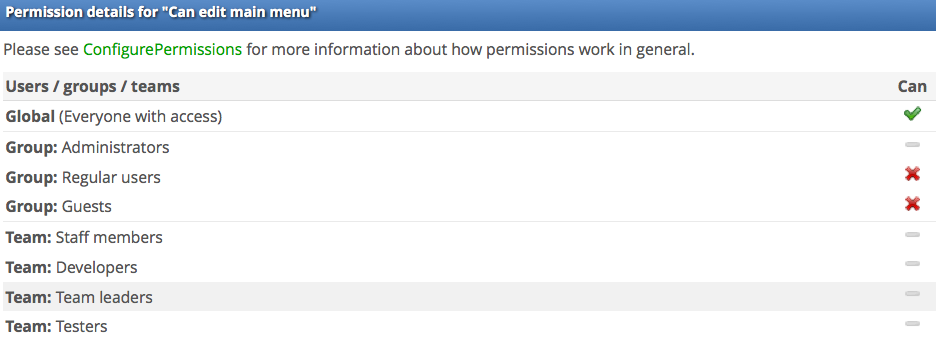 Permission details for "Can edit main menu"
Please see ConfigurePermissions for more information about how permissions work in general.
Users / groups / teams Can
Global (Everyone with access)
Group: Administrators
Group: Regular users
Group: Guests
Team: Staff members
Team: Developers
Team: Team leaders
Team: Testers